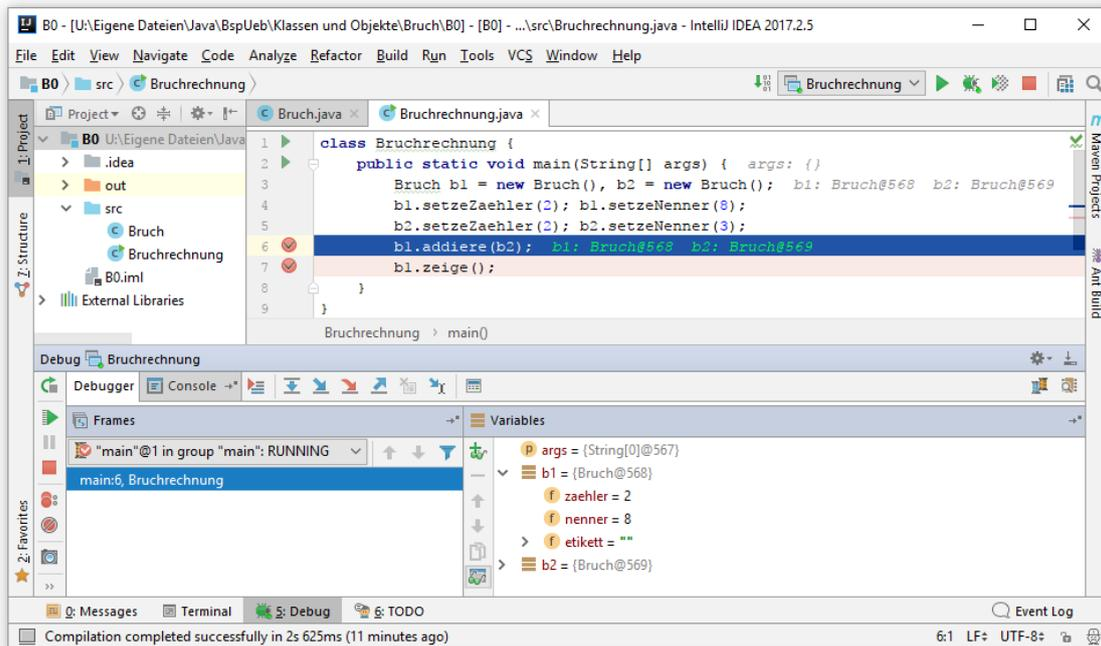 B0 - [U:\Eigene Dateien\Java\BspUeb\Klassen und Objekte\Bruch\B0] - [B0] - ...\src\Bruchrechnung.java - IntelliJ IDEA 2017.2.5
File Edit View Navigate Code Analyze Refactor Build Run Tools VCS Window Help
B0 src Bruchrechnung
Bruchrechnung
1: Project
Project
Bruch.java
Bruchrechnung.java
B0 U:\Eigene Dateien\Java
.idea
out
src
Bruch
Bruchrechnung
B0.iml
External Libraries
1 class Bruchrechnung {
2 public static void main(String[] args) { args: {}
3 Bruch b1 = new Bruch(), b2 = new Bruch(); b1: Bruch@568 b2: Bruch@569
4 b1.setzeZaehler(2); b1.setzeNenner(8);
5 b2.setzeZaehler(2); b2.setzeNenner(3);
6 b1.addiere(b2); b1: Bruch@568 b2: Bruch@569
7 b1.zeige();
8 }
9 }
Bruchrechnung › main()
Maven Projects
Ant Build
Z: Structure
2: Favorites
Debug Bruchrechnung
Debugger Console
Frames
Variables
"main"@1 in group "main": RUNNING
main:6, Bruchrechnung
args = {String[0]@567}
b1 = {Bruch@568}
zaehler = 2
nenner = 8
etikett = ""
b2 = {Bruch@569}
0: Messages Terminal 5: Debug 6: TODO Event Log
Compilation completed successfully in 2s 625ms (11 minutes ago) 6:1 LF UTF-8